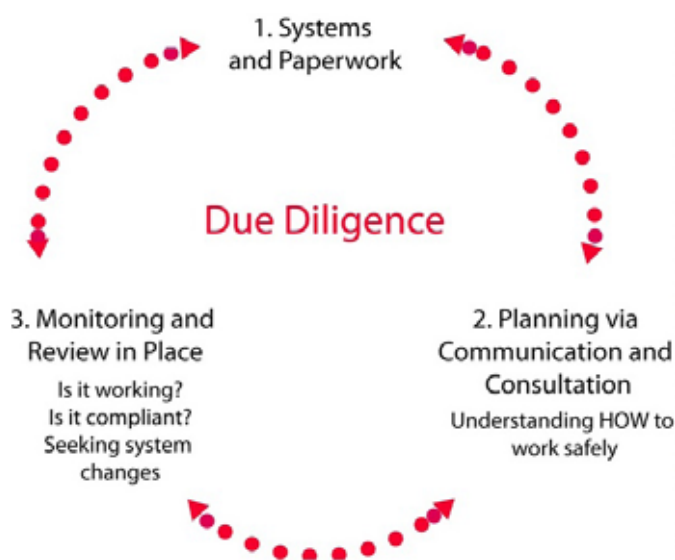 1. Systems
and Paperwork
Due Diligence
2. Planning via
Communication and
Consultation
Understanding HOW to
work safely
3. Monitoring and
Review in Place
Is it working?
Is it compliant?
Seeking system
changes